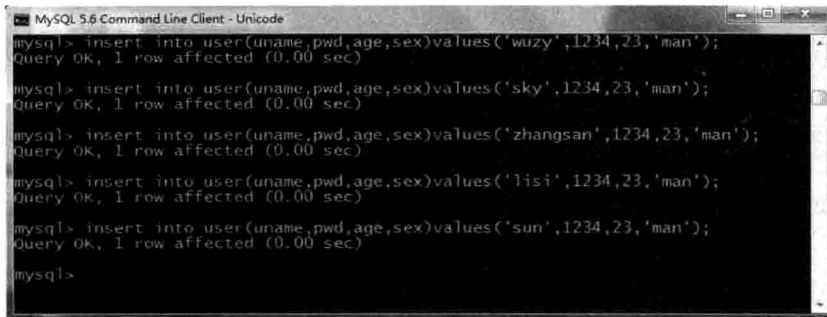 MySQL 5.6 Command Line Client - Unicode
mysql> insert into user(uname,pwd,age,sex)values('wuzy',1234,23,'man');
Query OK, 1 row affected (0.00 sec)
mysql> insert into user(uname,pwd,age,sex)values('sky',1234,23,'man');
Query OK, 1 row affected (0.00 sec)
mysql> insert into user(uname,pwd,age,sex)values('zhangsan',1234,23,'man');
Query OK, 1 row affected (0.00 sec)
mysql> insert into user(uname,pwd,age,sex)values('lisi',1234,23,'man');
Query OK, 1 row affected (0.00 sec)
mysql> insert into user(uname,pwd,age,sex)values('sun',1234,23,'man');
Query OK, 1 row affected (0.00 sec)
mysql>